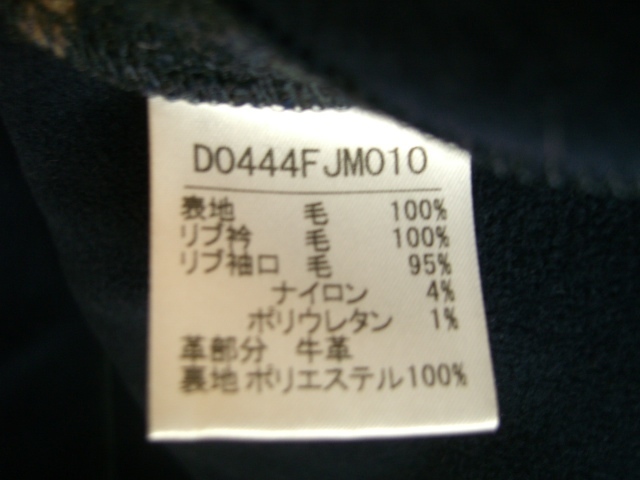 D0444FJM010
表地 毛 100%
リブ衿 毛 100%
リブ袖口 毛 95%
ナイロン 4%
ポリウレタン 1%
革部分 牛革
裏地 ポリエステル100%